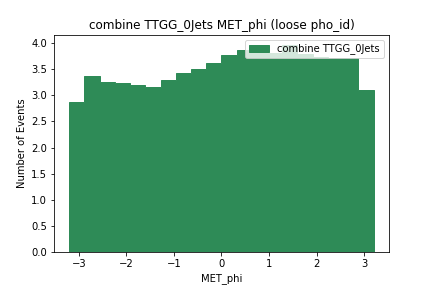 combine TTGG_0Jets MET_phi (loose pho_id)
combine TTGG_0Jets
Number of Events
4.0
3.5
3.0
2.5
2.0
1.5
1.0
0.5
0.0
−3 −2 −1 0 1 2 3
MET_phi